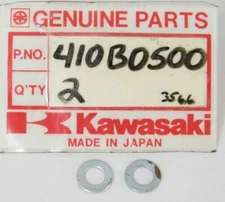 GENUINE PARTS
P.NO. 410B0500
Q'TY 2 3566
Kawasaki
MADE IN JAPAN